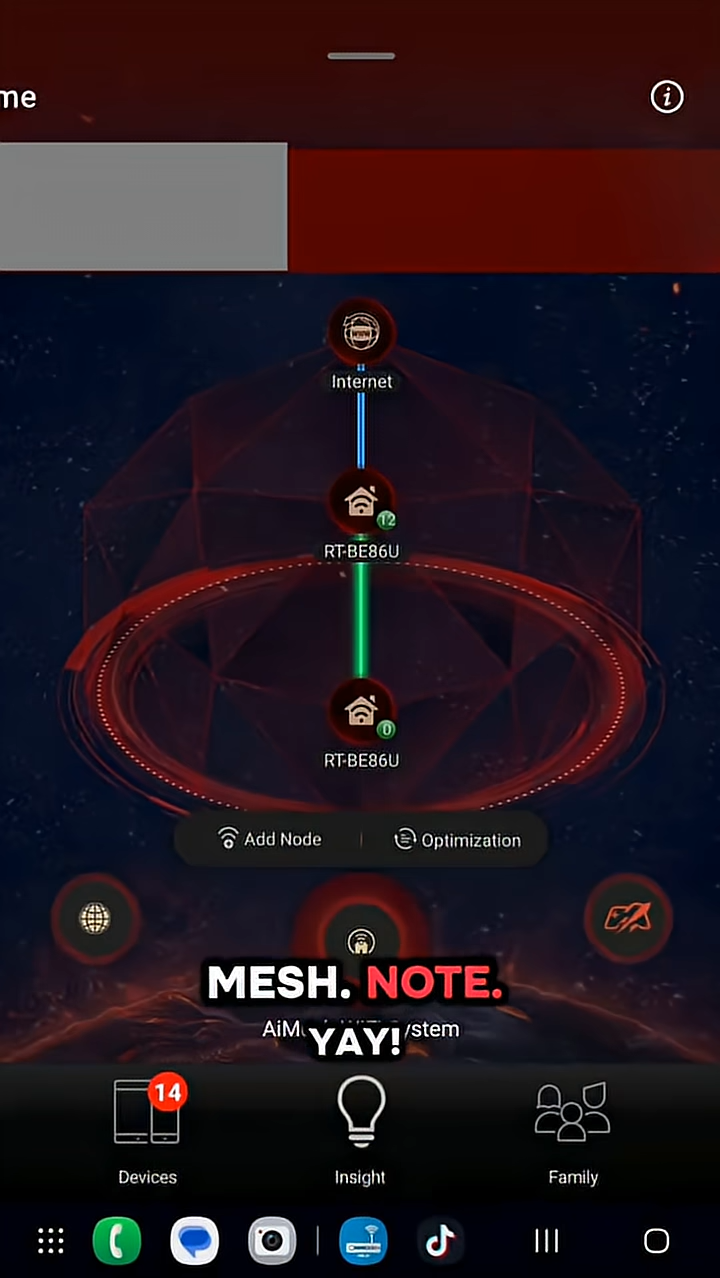 me
Internet
12
RT-BE86U
0
RT-BE86U
Add Node
Optimization
MESH. NOTE.
YAY!
14
Devices
Insight
Family